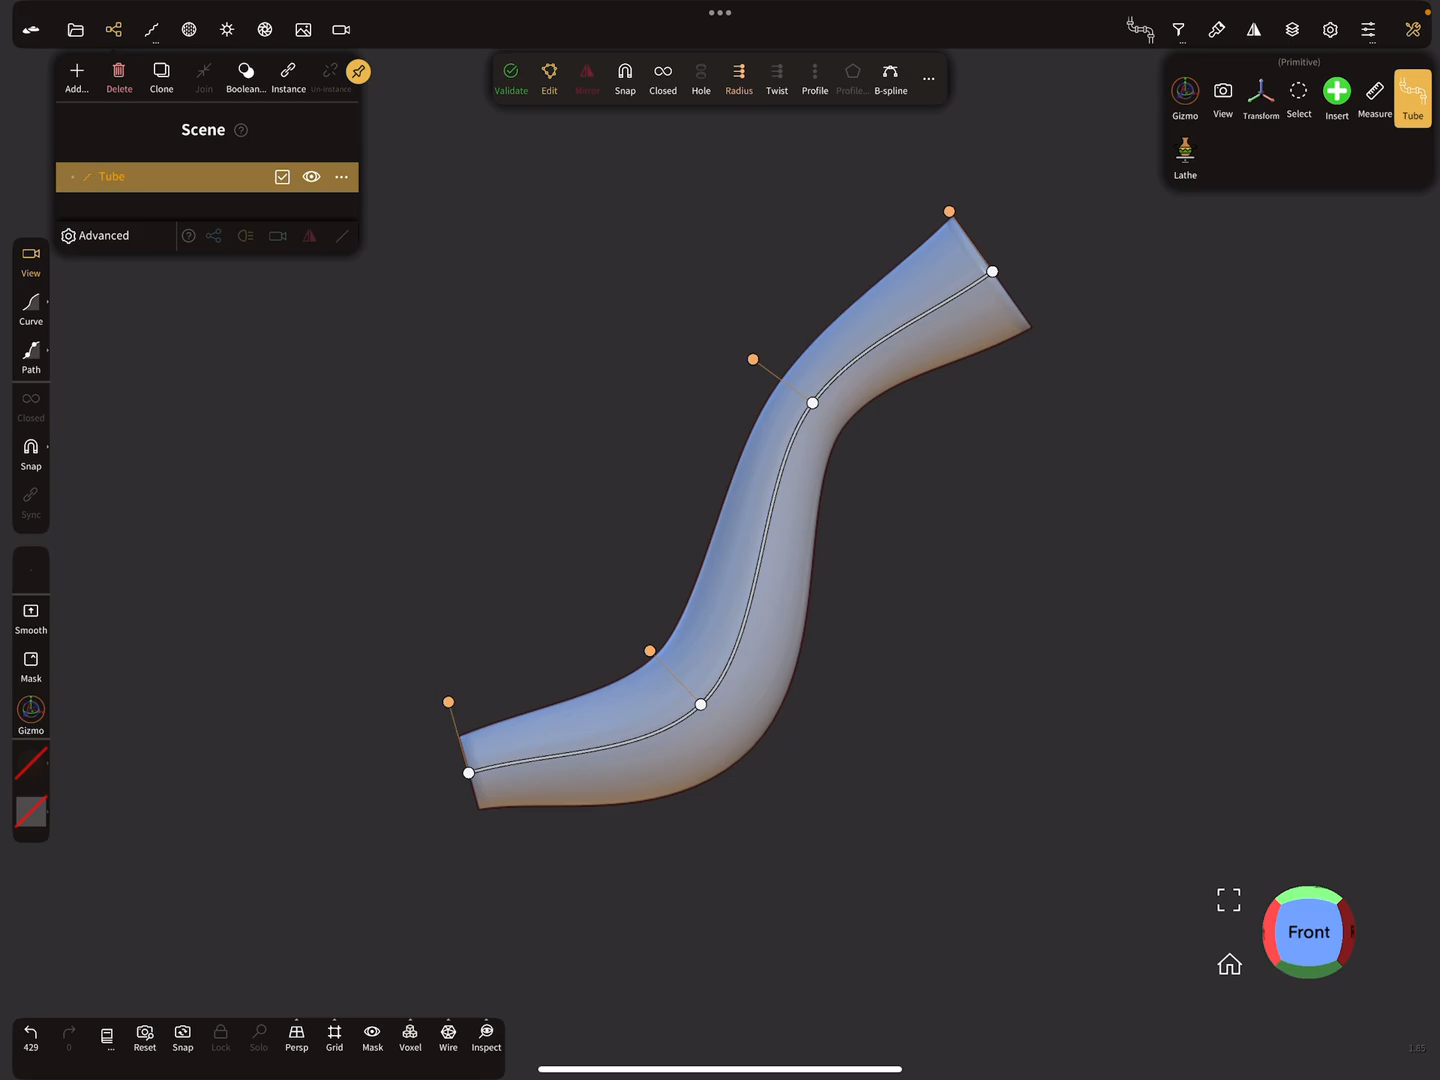 Add...
Delete
Clone
Join
Boolean...
Instance
Un-instance
Scene
?
Tube
...
Advanced
?
Validate
Edit
Mirror
Snap
Closed
Hole
Radius
Twist
Profile
Profile...
B-spline
...
(Primitive)
Gizmo
View
Transform
Select
Insert
Measure
Tube
Lathe
View
Curve
Path
Closed
Snap
Sync
Smooth
Mask
Gizmo
Front
429
0
...
Reset
Snap
Lock
Solo
Persp
Grid
Mask
Voxel
Wire
Inspect
1.85